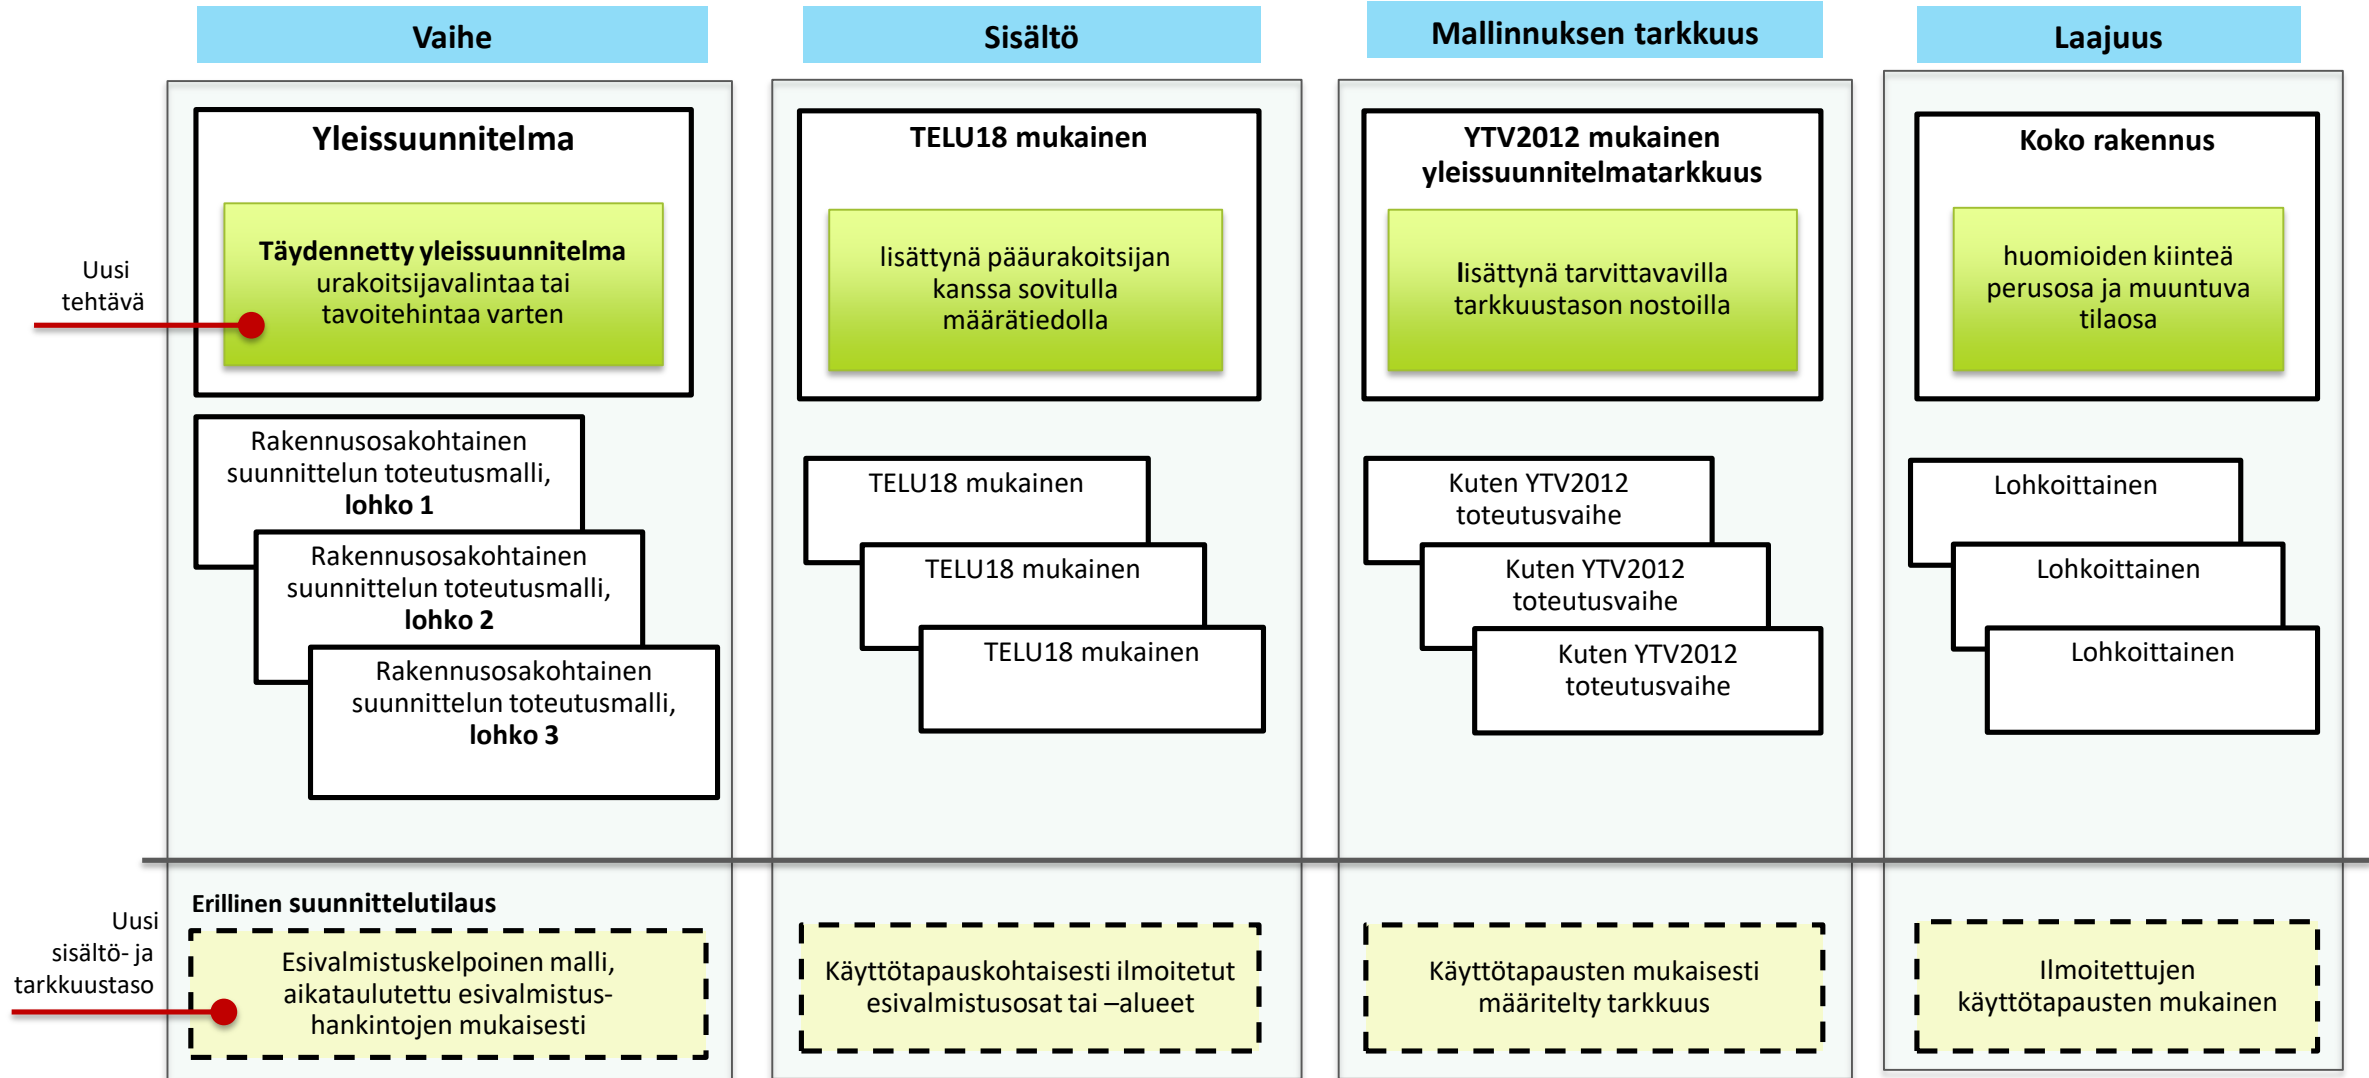 Vaihe
Sisältö
Mallinnuksen tarkkuus
Laajuus
Yleissuunnitelma
Täydennetty yleissuunnitelma
urakoitsijavalintaa tai
tavoitehintaa varten
Uusi
tehtävä
TELU18 mukainen
lisättynä pääurakoitsijan
kanssa sovitulla
määrätiedolla
YTV2012 mukainen
yleissuunnitelmatarkkuus
lisättynä tarvittavavilla
tarkkuustason nostoilla
Koko rakennus
huomioiden kiinteä
perusosa ja muuntuva
tilaosa
Rakennusosakohtainen
suunnittelun toteutusmalli,
lohko 1
Rakennusosakohtainen
suunnittelun toteutusmalli,
lohko 2
Rakennusosakohtainen
suunnittelun toteutusmalli,
lohko 3
TELU18 mukainen
TELU18 mukainen
TELU18 mukainen
Kuten YTV2012
toteutusvaihe
Kuten YTV2012
toteutusvaihe
Kuten YTV2012
toteutusvaihe
Lohkoittainen
Lohkoittainen
Lohkoittainen
Erillinen suunnittelutilaus
Uusi
sisältö- ja
tarkkuustaso
Esivalmistuskelpoinen malli,
aikataulutettu esivalmistus-
hankintojen mukaisesti
Käyttötapauskohtaisesti ilmoitetut
esivalmistusosat tai –alueet
Käyttötapausten mukaisesti
määritelty tarkkuus
Ilmoitettujen
käyttötapausten mukainen